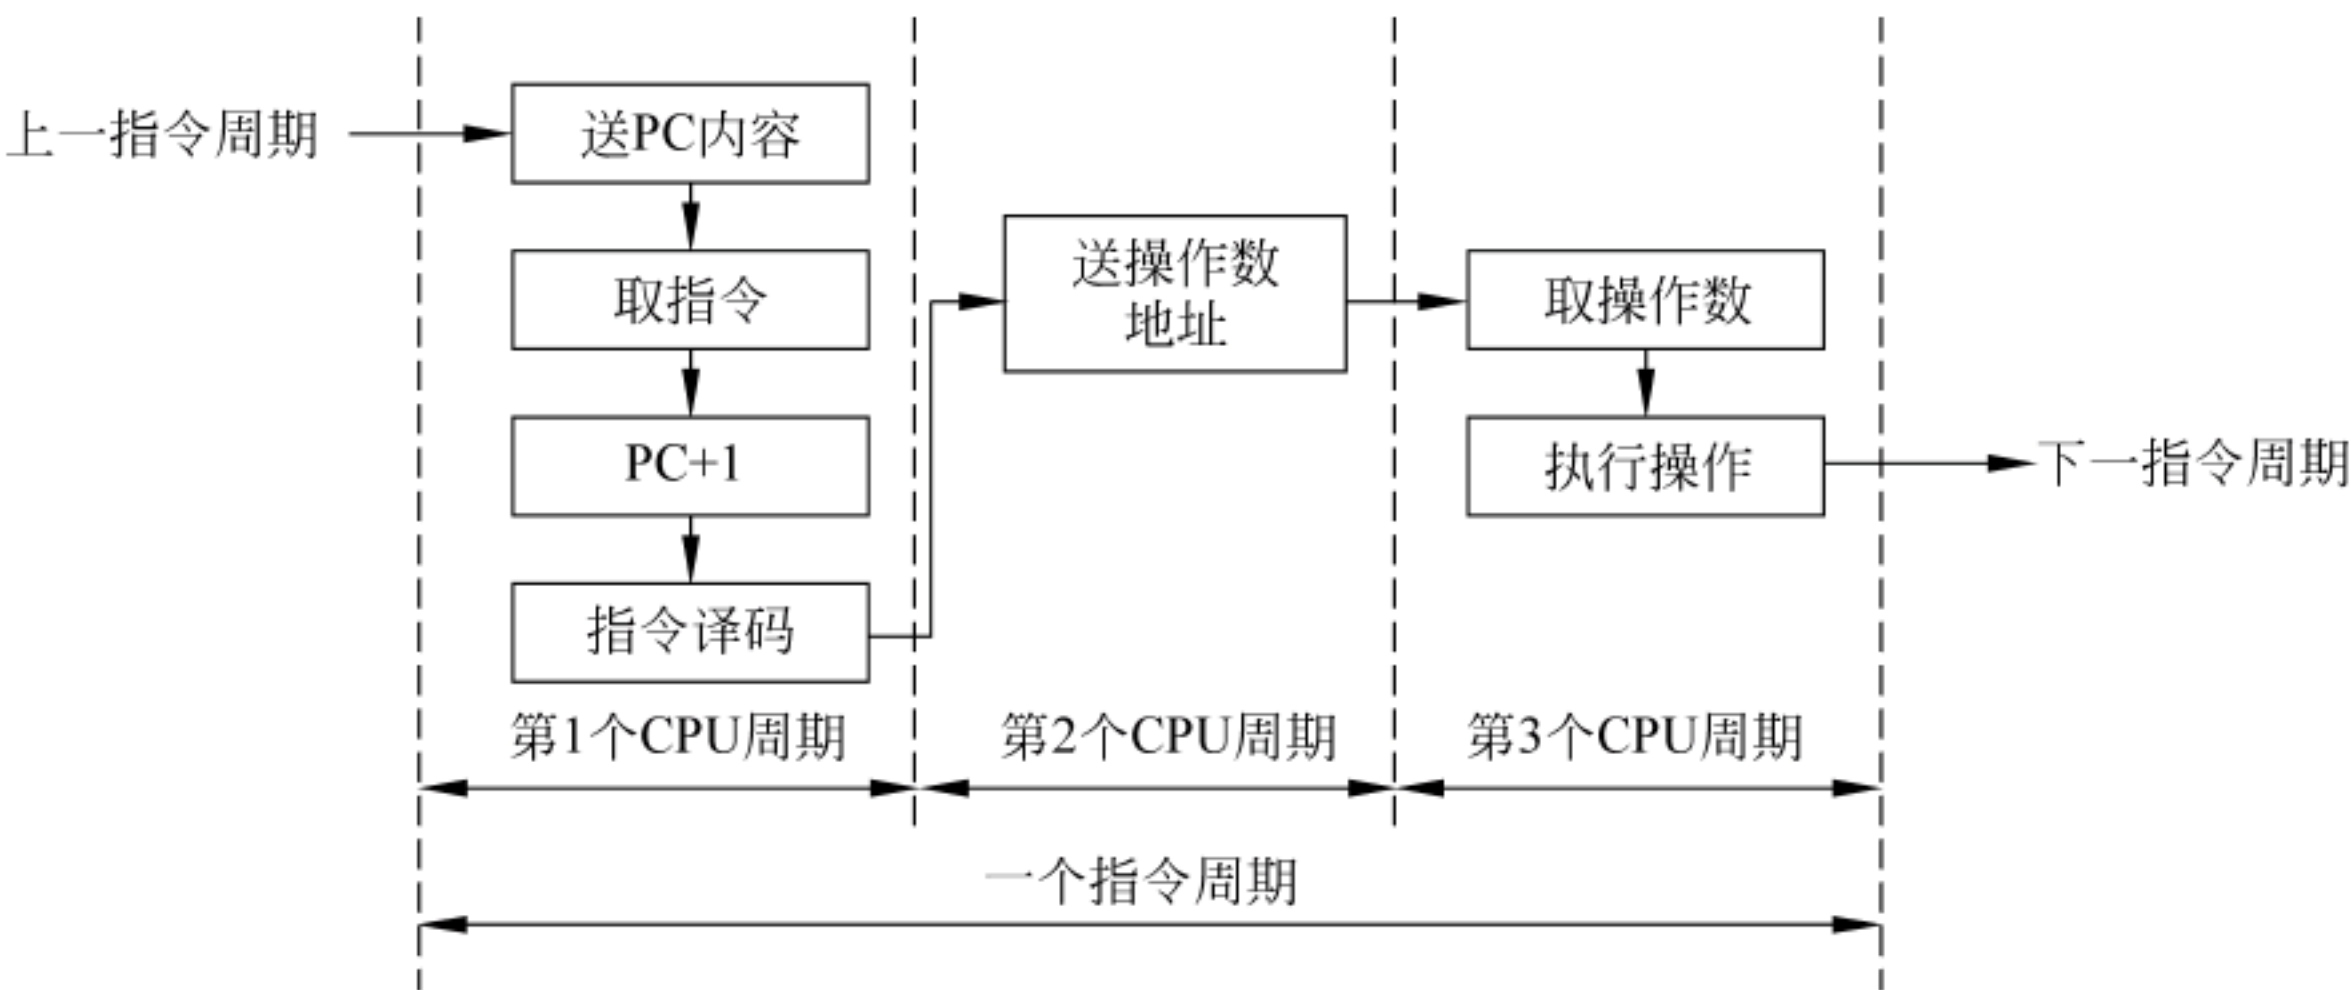 上一指令周期
送PC内容
取指令
PC+1
指令译码
送操作数
地址
取操作数
执行操作
下一指令周期
第1个CPU周期
第2个CPU周期
第3个CPU周期
一个指令周期